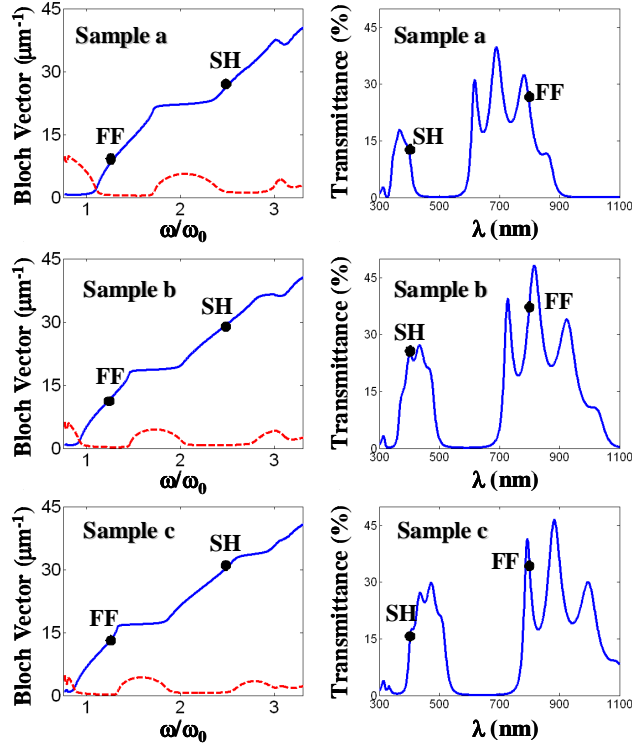 Sample a
Bloch Vector (μm⁻¹)
45
30
15
0
FF
SH
1
2
3
ω/ω₀
Transmittance (%)
45
30
15
0
SH
FF
Sample a
300
500
700
900
1100
λ (nm)
Sample b
Bloch Vector (μm⁻¹)
45
30
15
0
FF
SH
1
2
3
ω/ω₀
Transmittance (%)
45
30
15
0
SH
FF
Sample b
300
500
700
900
1100
λ (nm)
Sample c
Bloch Vector (μm⁻¹)
45
30
15
0
FF
SH
1
2
3
ω/ω₀
Transmittance (%)
45
30
15
0
SH
FF
Sample c
300
500
700
900
1100
λ (nm)